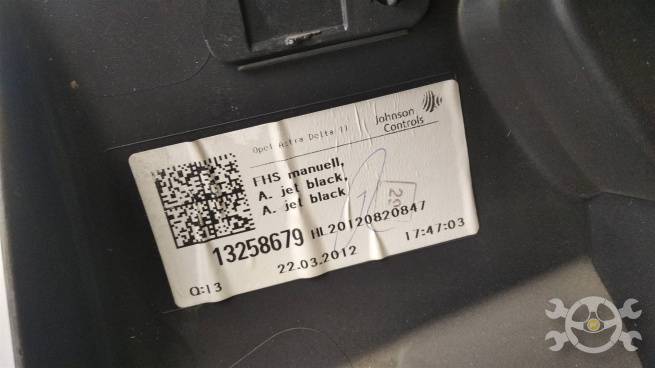 Opel Astra Delta II
Johnson
Controls
FHS manuell,
A. jet black,
A. jet black
29
13258679 HL20120820847
22.03.2012 17:47:03
Q:13